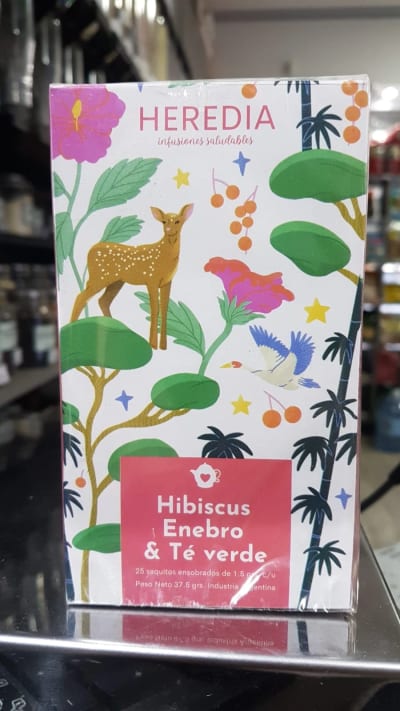 HEREDIA
infusiones saludables
Hibiscus
Enebro
& Té verde
25 saquitos ensobrados de 1.5 c/u
Peso Neto 37.5 grs Industria Argentina